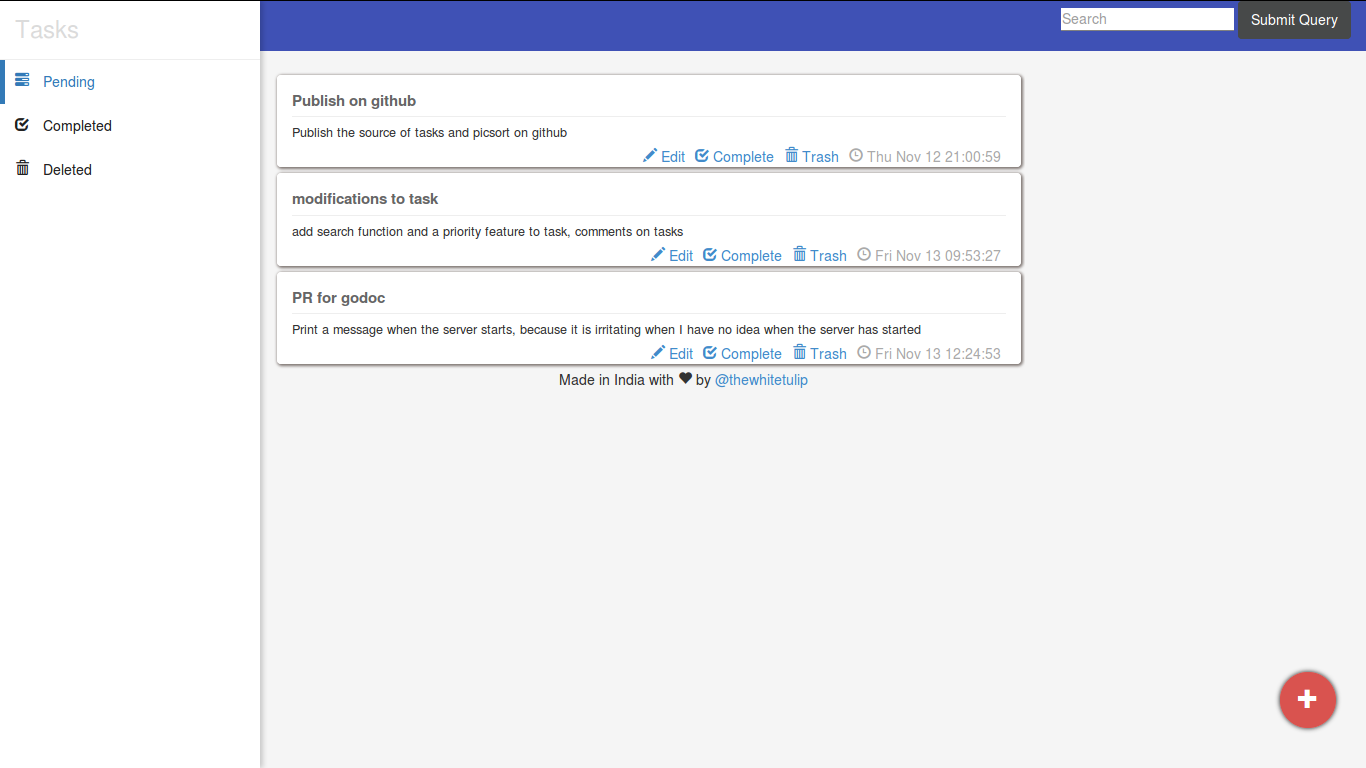 Tasks
Search
Submit Query
Pending
Completed
Deleted
Publish on github
Publish the source of tasks and picsort on github
Edit Complete Trash Thu Nov 12 21:00:59
modifications to task
add search function and a priority feature to task, comments on tasks
Edit Complete Trash Fri Nov 13 09:53:27
PR for godoc
Print a message when the server starts, because it is irritating when I have no idea when the server has started
Edit Complete Trash Fri Nov 13 12:24:53
Made in India with ♥ by @thewhitetulip